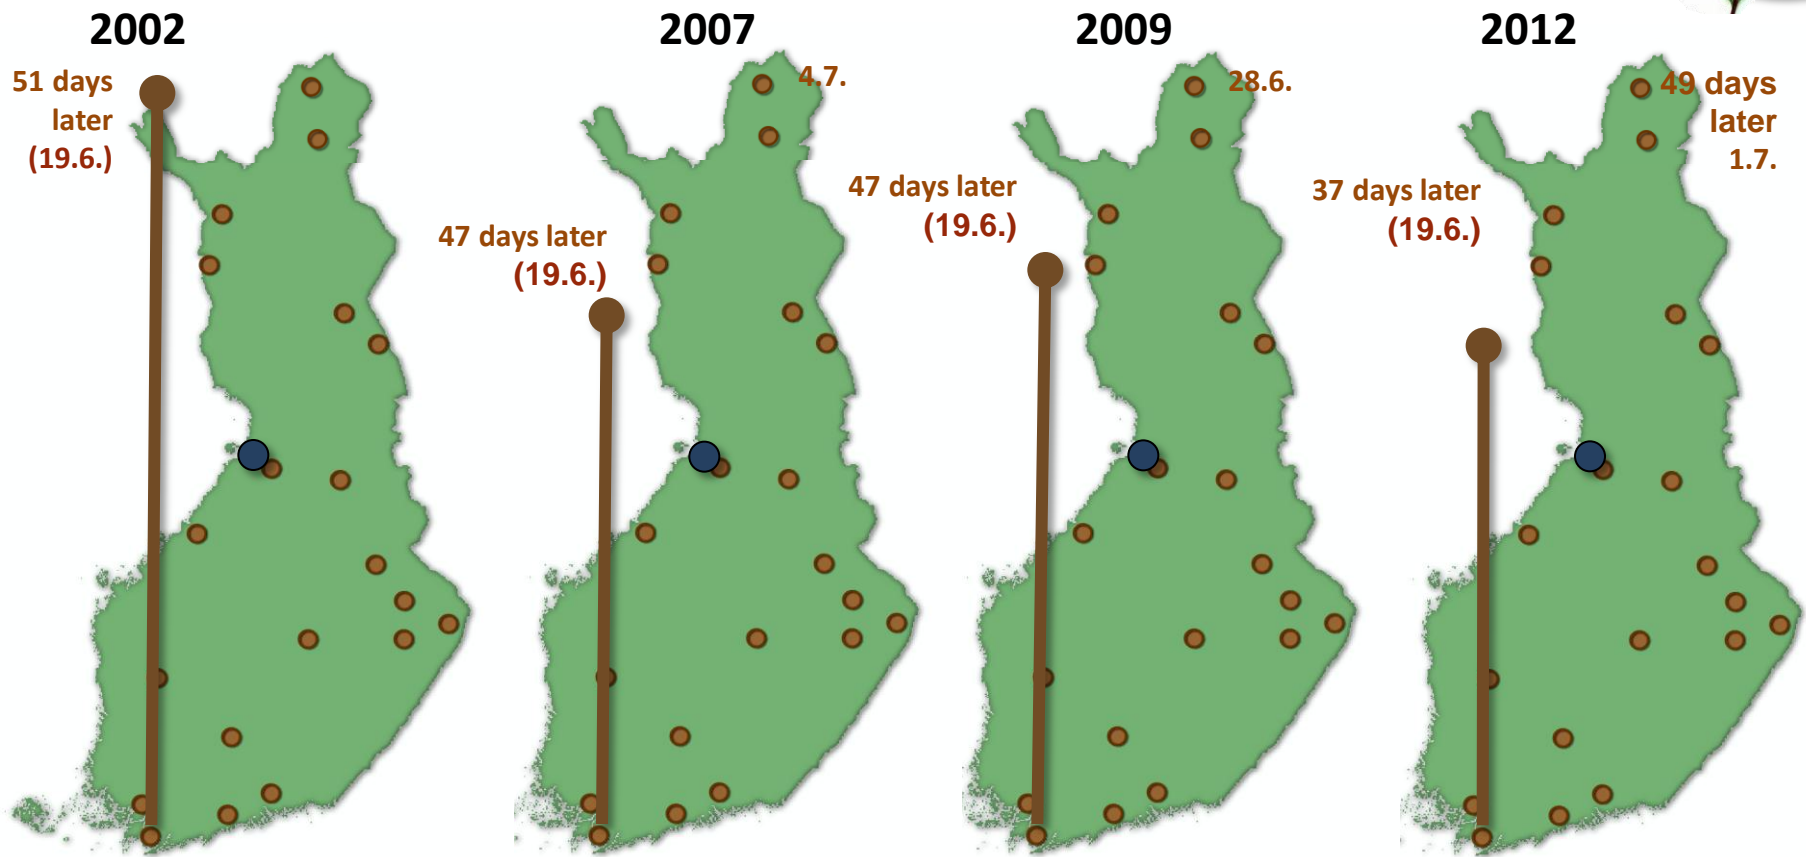 2002
51 days
later
(19.6.)
2007
4.7.
47 days later
(19.6.)
2009
28.6.
47 days later
(19.6.)
2012
49 days
later
1.7.
37 days later
(19.6.)